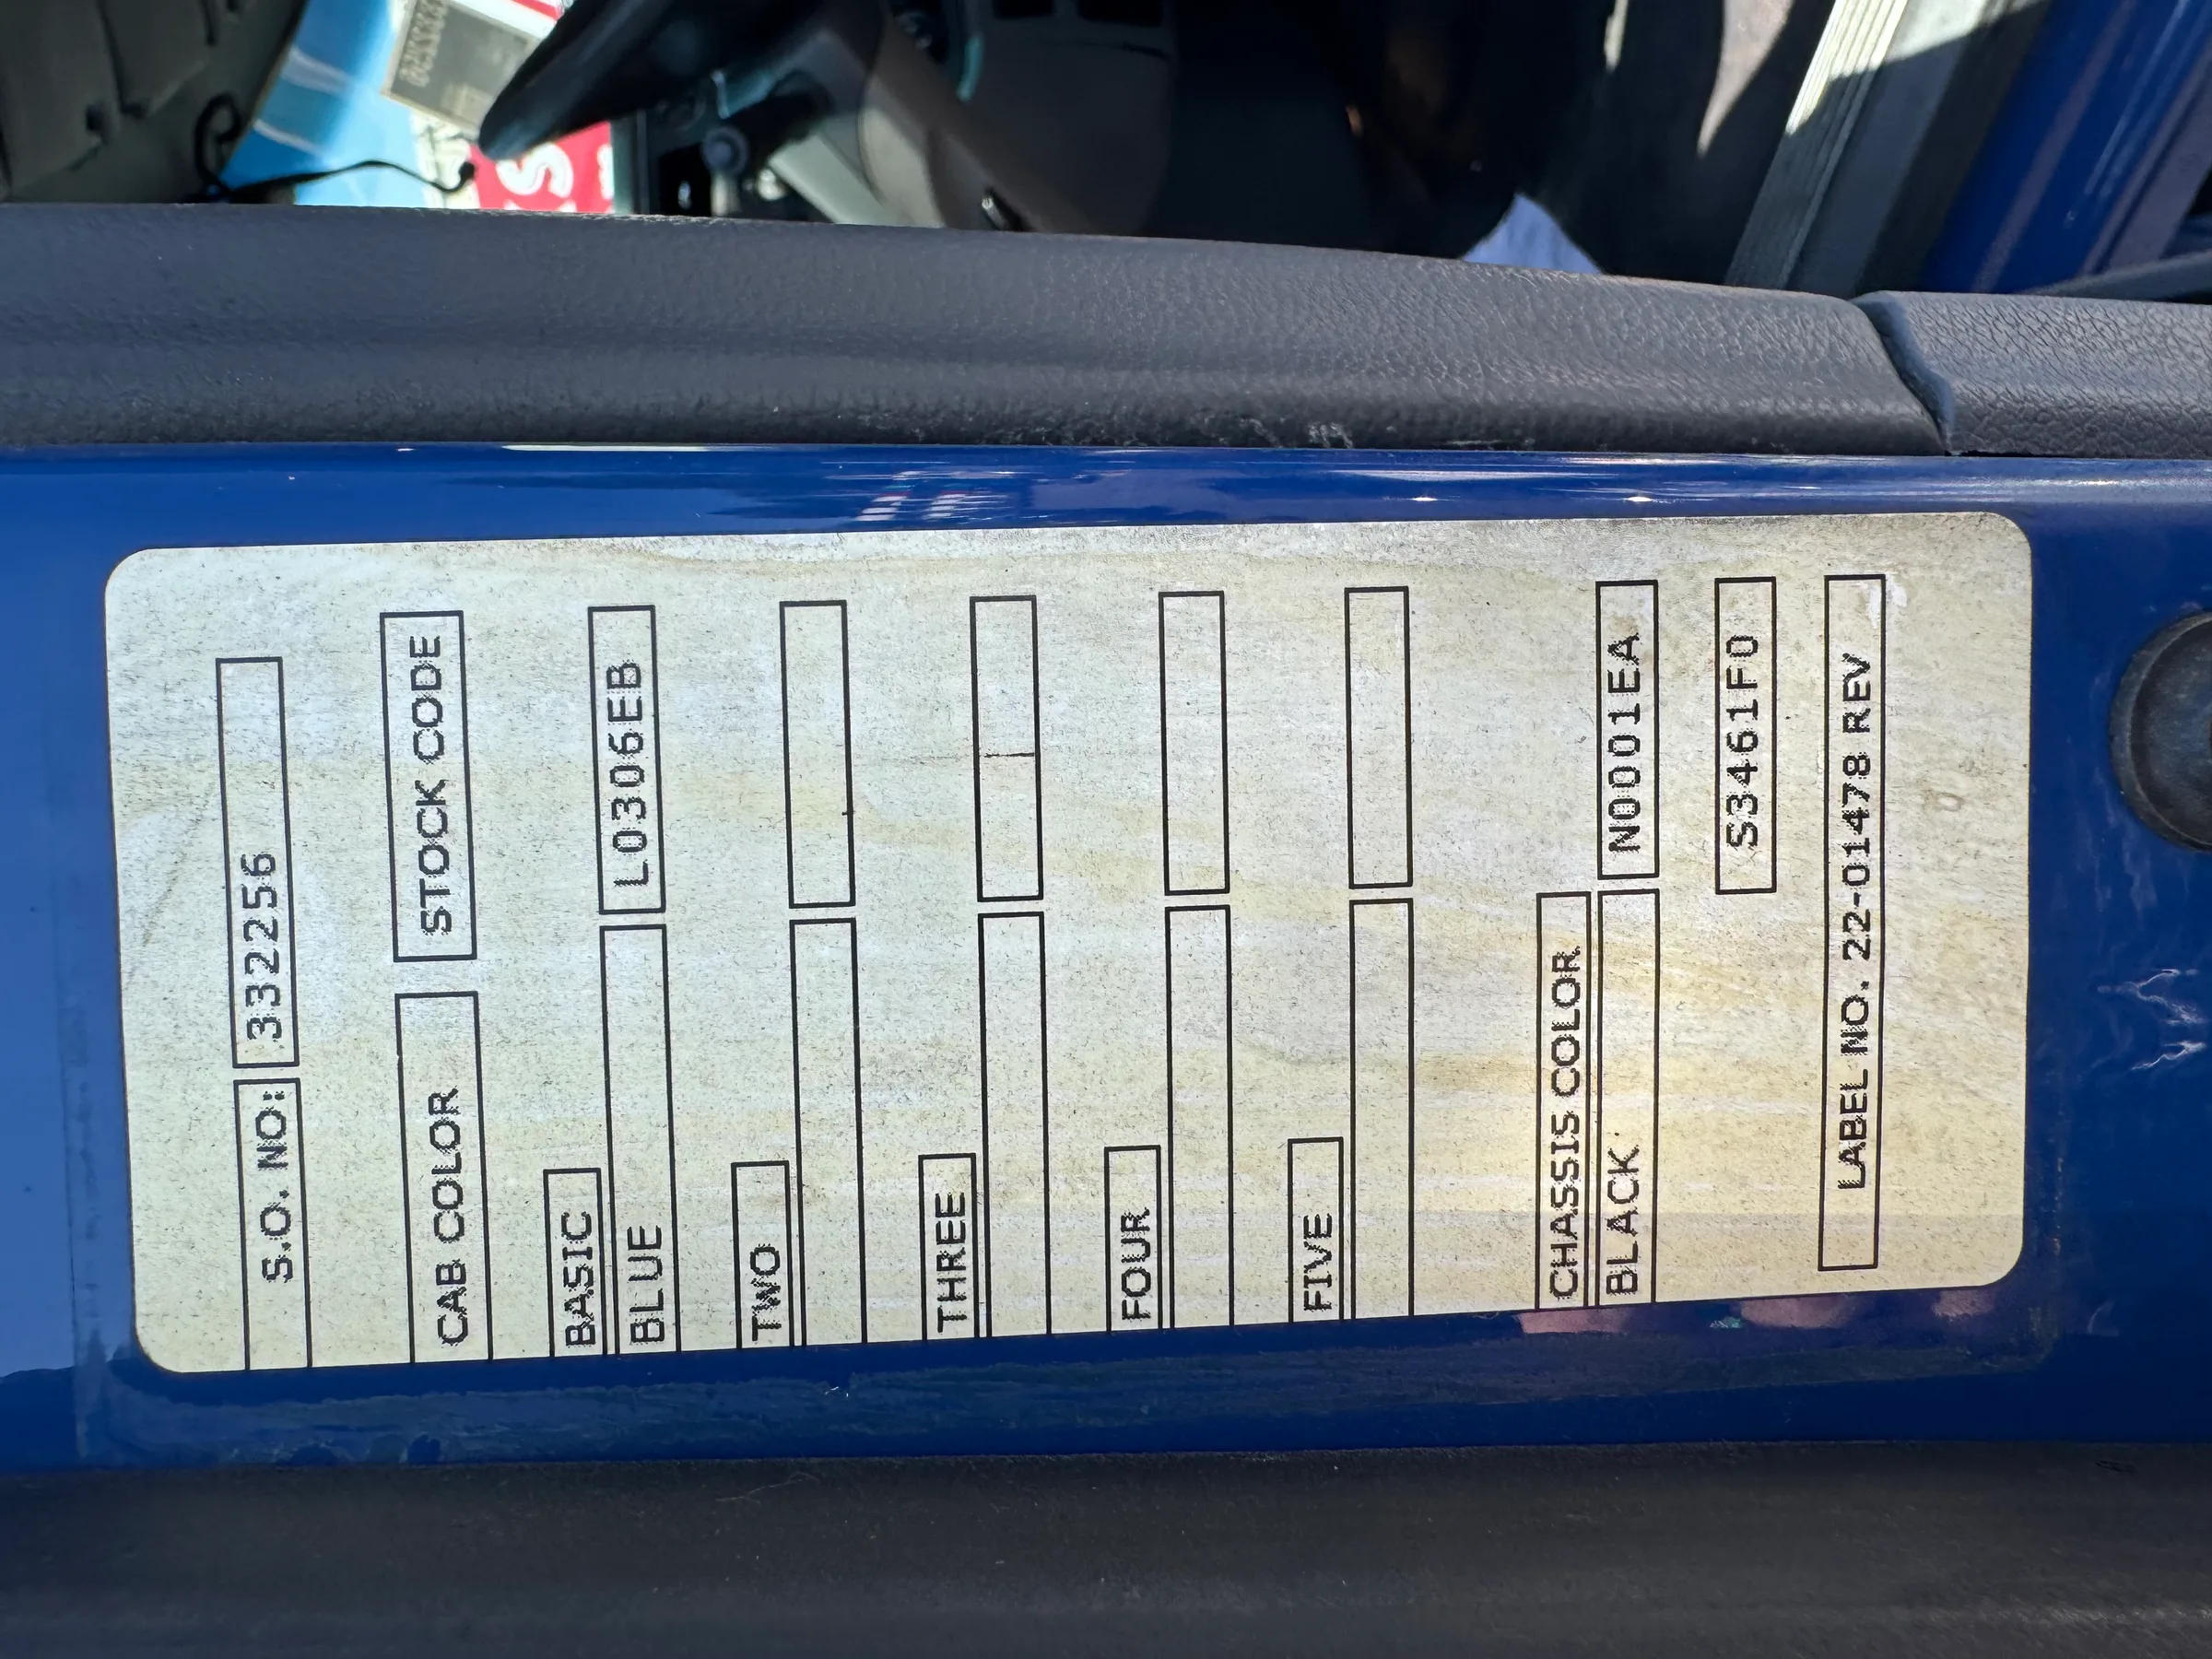 S.O. NO: 332256
CAB COLOR STOCK CODE
BASIC
BLUE L0306EB
TWO
THREE
FOUR
FIVE
CHASSIS COLOR
BLACK N0001EA
S3461F0
LABEL NO. 22-01478 REV